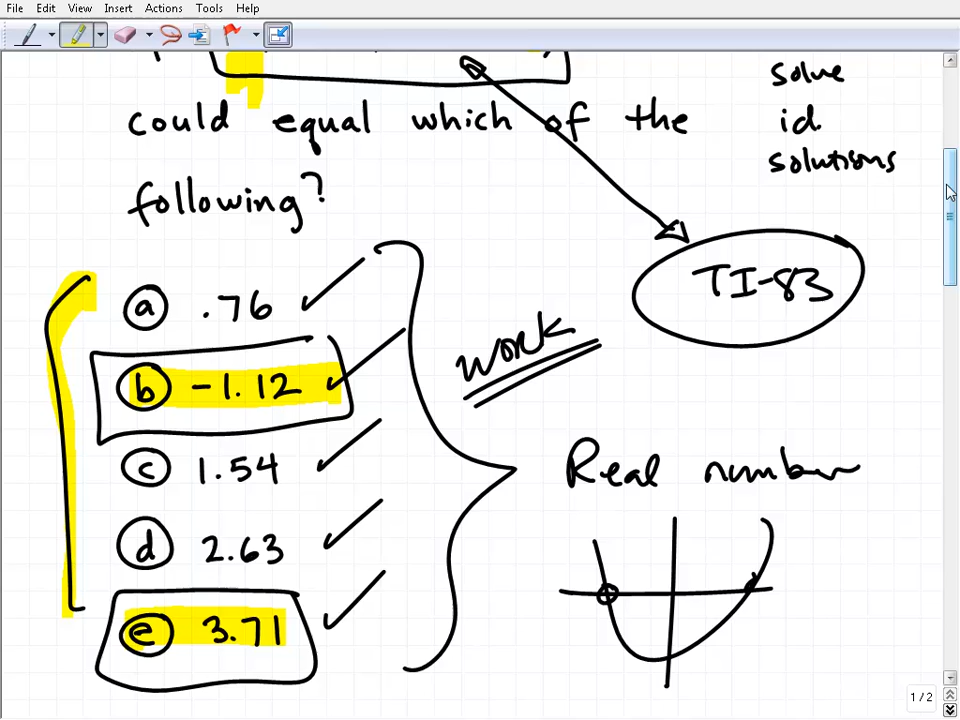 File Edit View Insert Actions Tools Help
solve
could equal which of the
id.
solutions
following?
TI-83
a .76
work
b -1.12
c 1.54
Real number
d 2.63
e 3.71
1 / 2